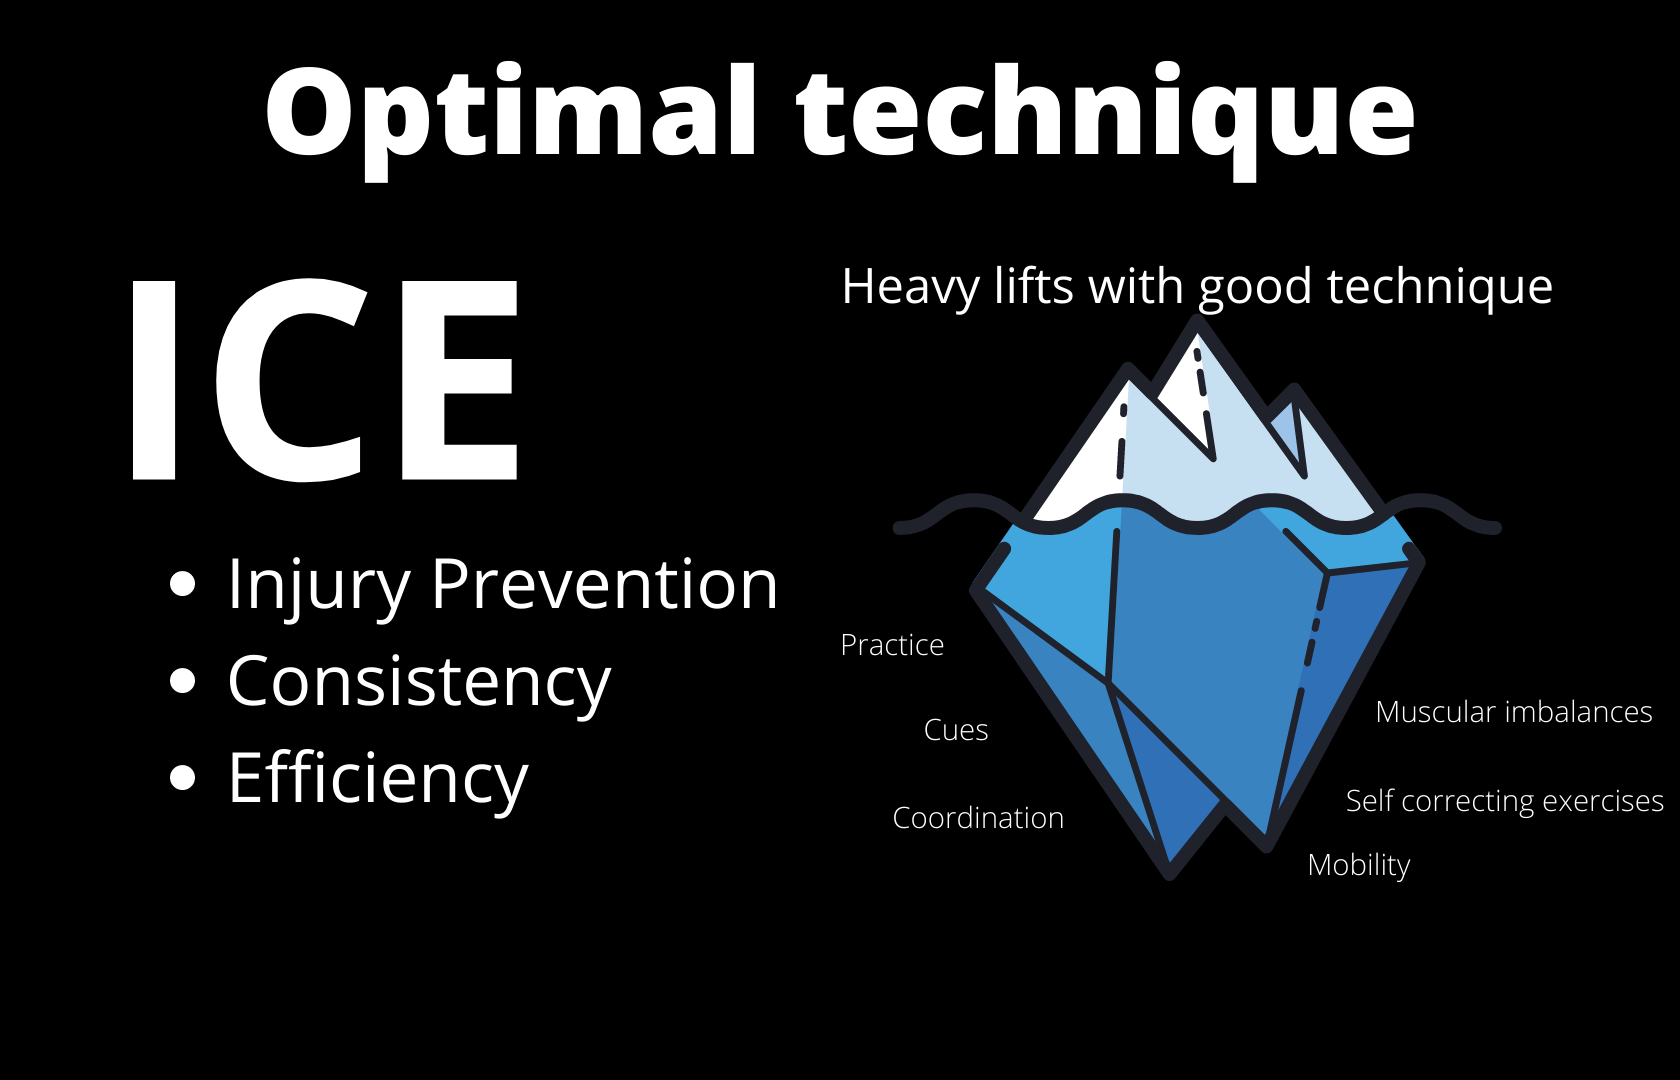 Optimal technique
ICE
• Injury Prevention
• Consistency
• Efficiency
Heavy lifts with good technique
Practice
Cues
Coordination
Muscular imbalances
Self correcting exercises
Mobility